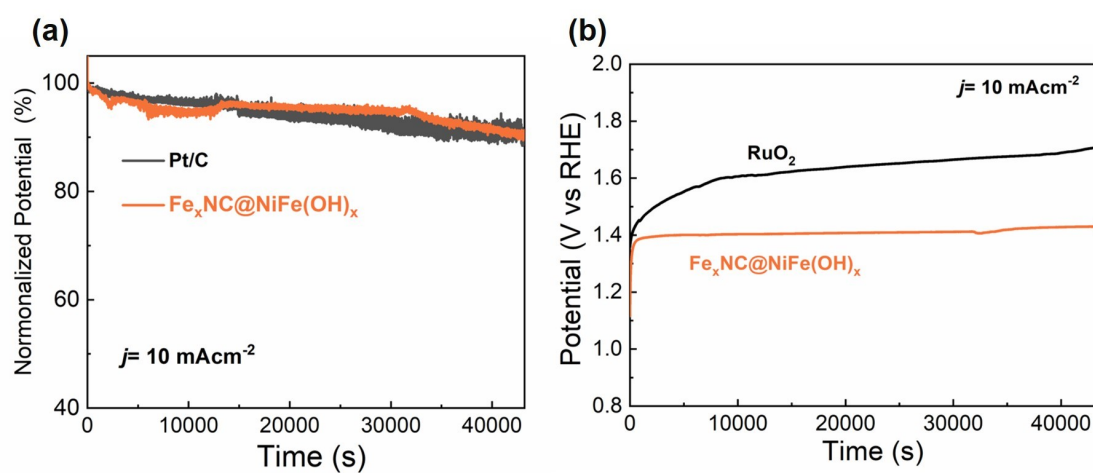 (a)
Normonalized Potential (%)
100
80
60
40
Pt/C
FeₓNC@NiFe(OH)ₓ
j= 10 mAcm⁻²
0
10000
20000
30000
40000
Time (s)
(b)
Potential (V vs RHE)
2.0
1.8
1.6
1.4
1.2
1.0
0.8
j= 10 mAcm⁻²
RuO₂
FeₓNC@NiFe(OH)ₓ
0
10000
20000
30000
40000
Time (s)